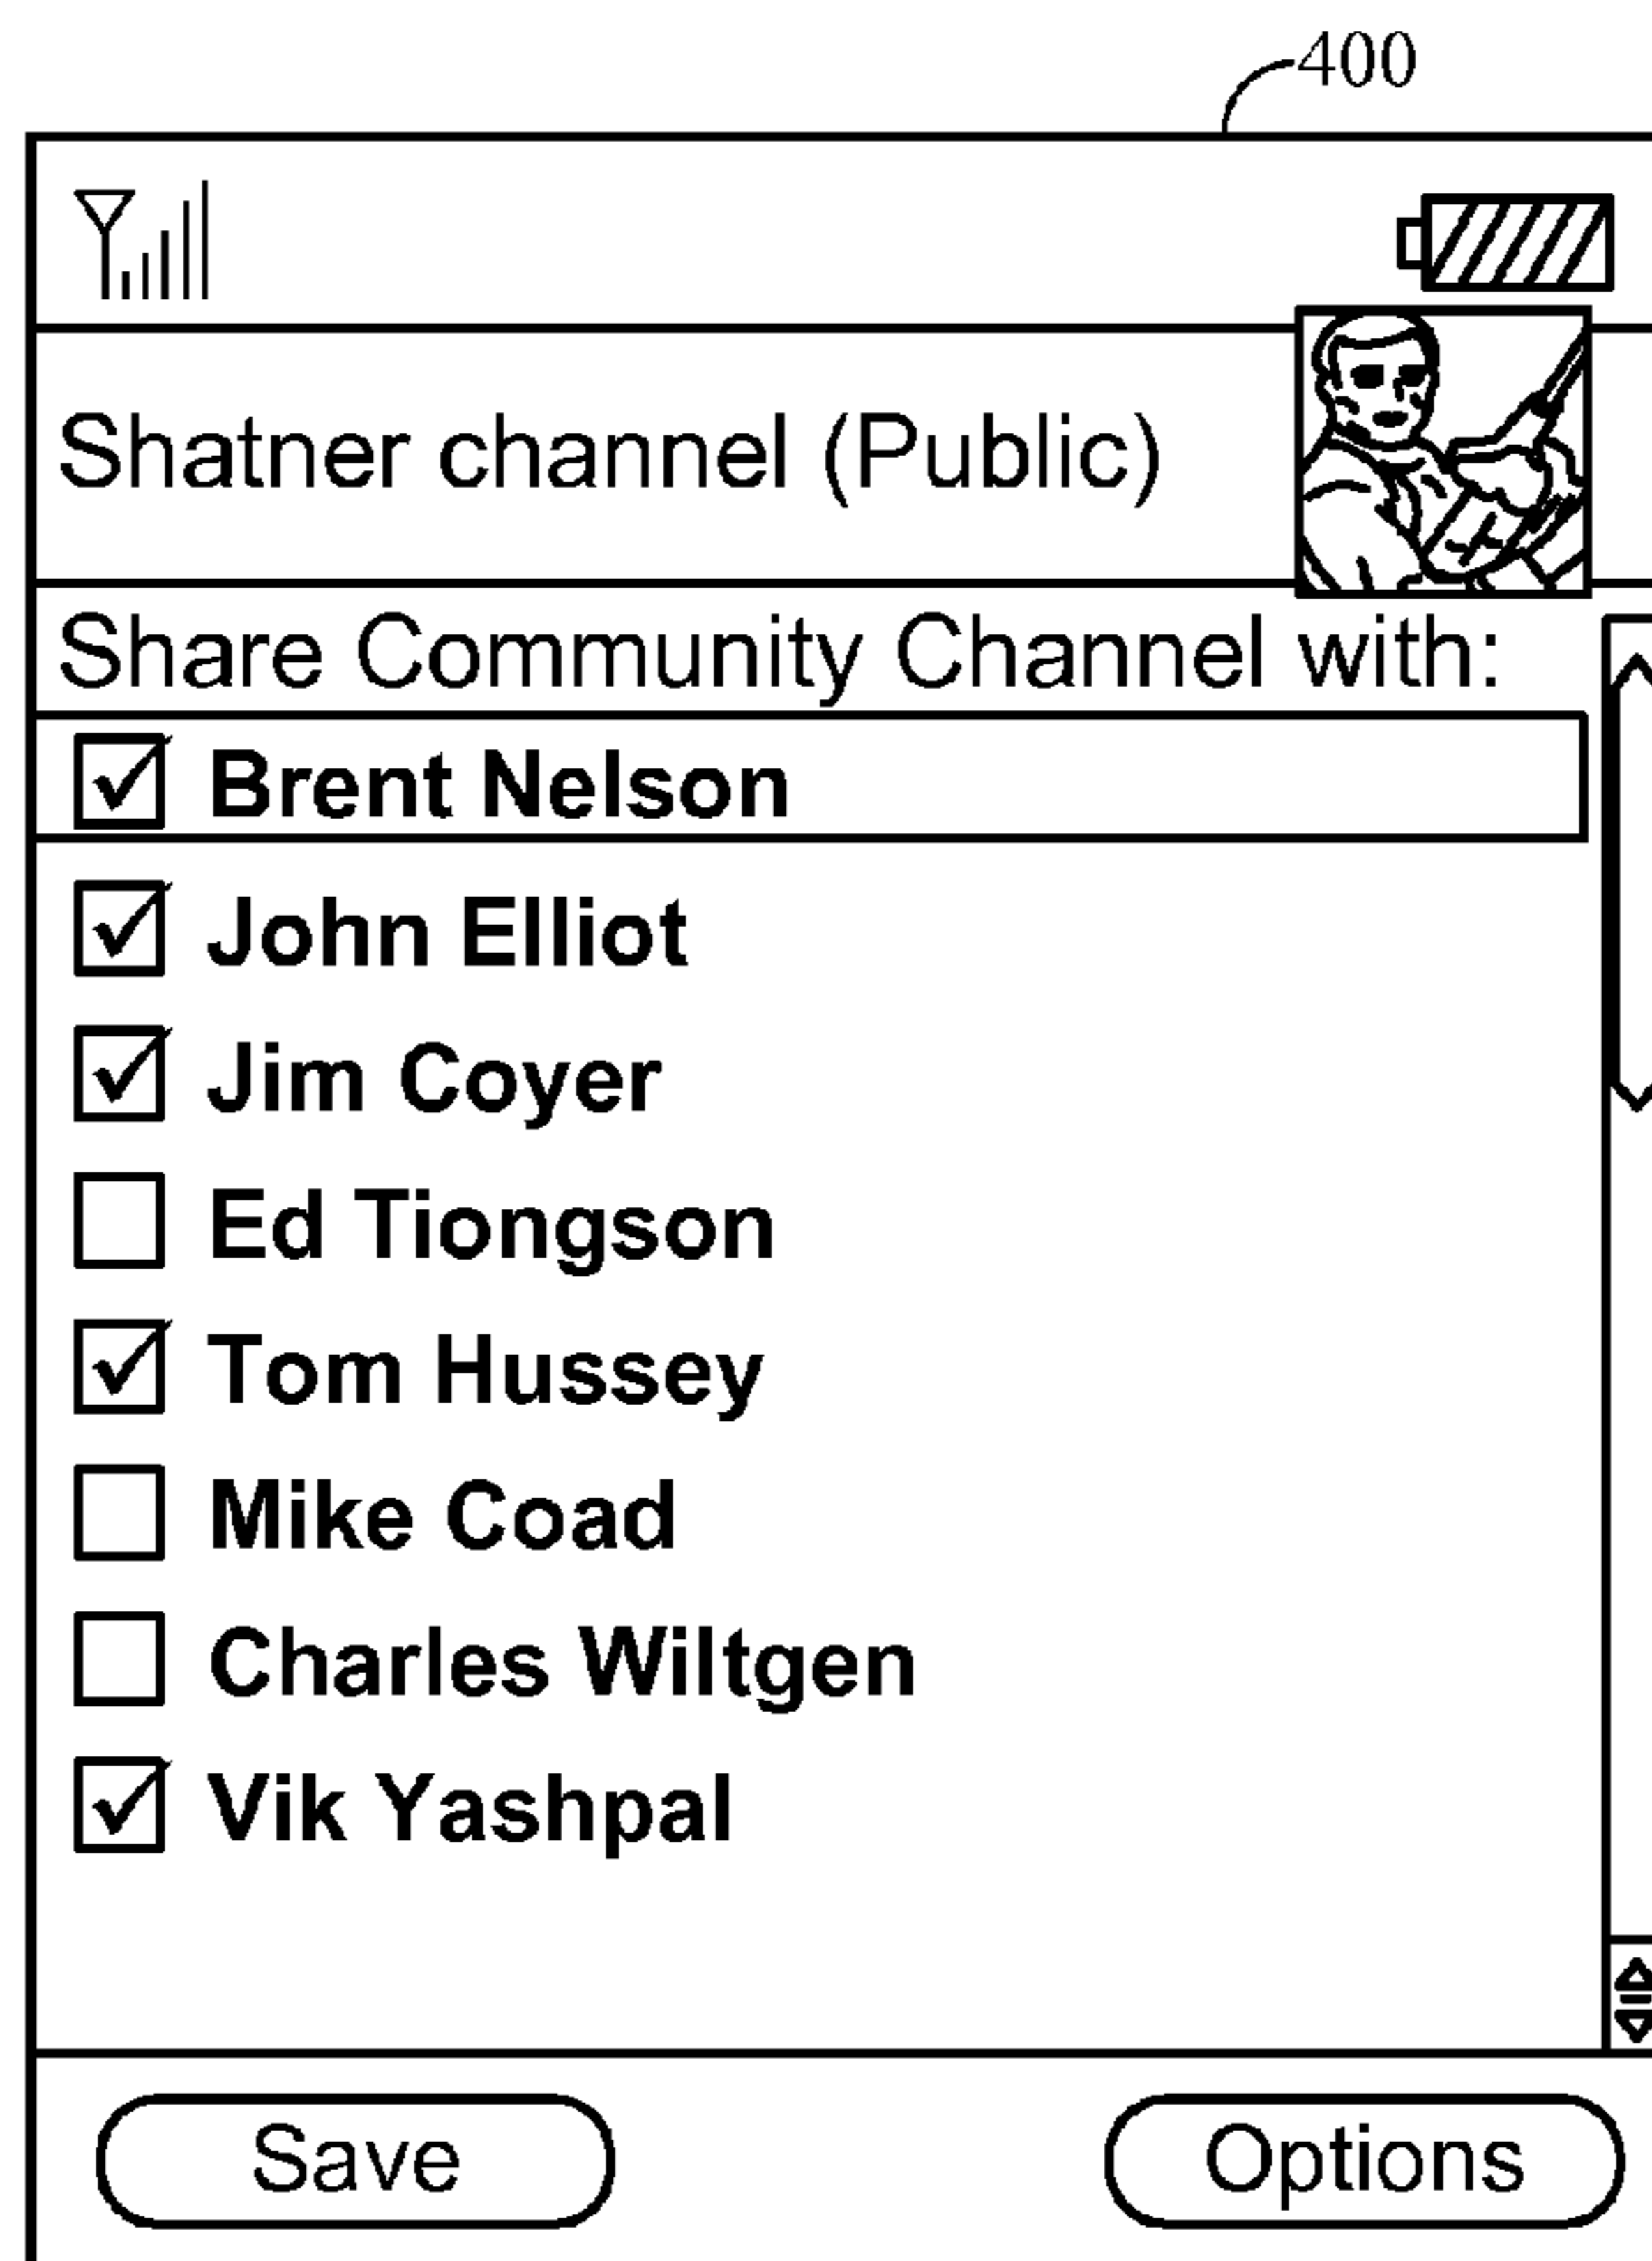 400
Shatner channel (Public)
Share Community Channel with:
Brent Nelson
John Elliot
Jim Coyer
Ed Tiongson
Tom Hussey
Mike Coad
Charles Wiltgen
Vik Yashpal
Save
Options